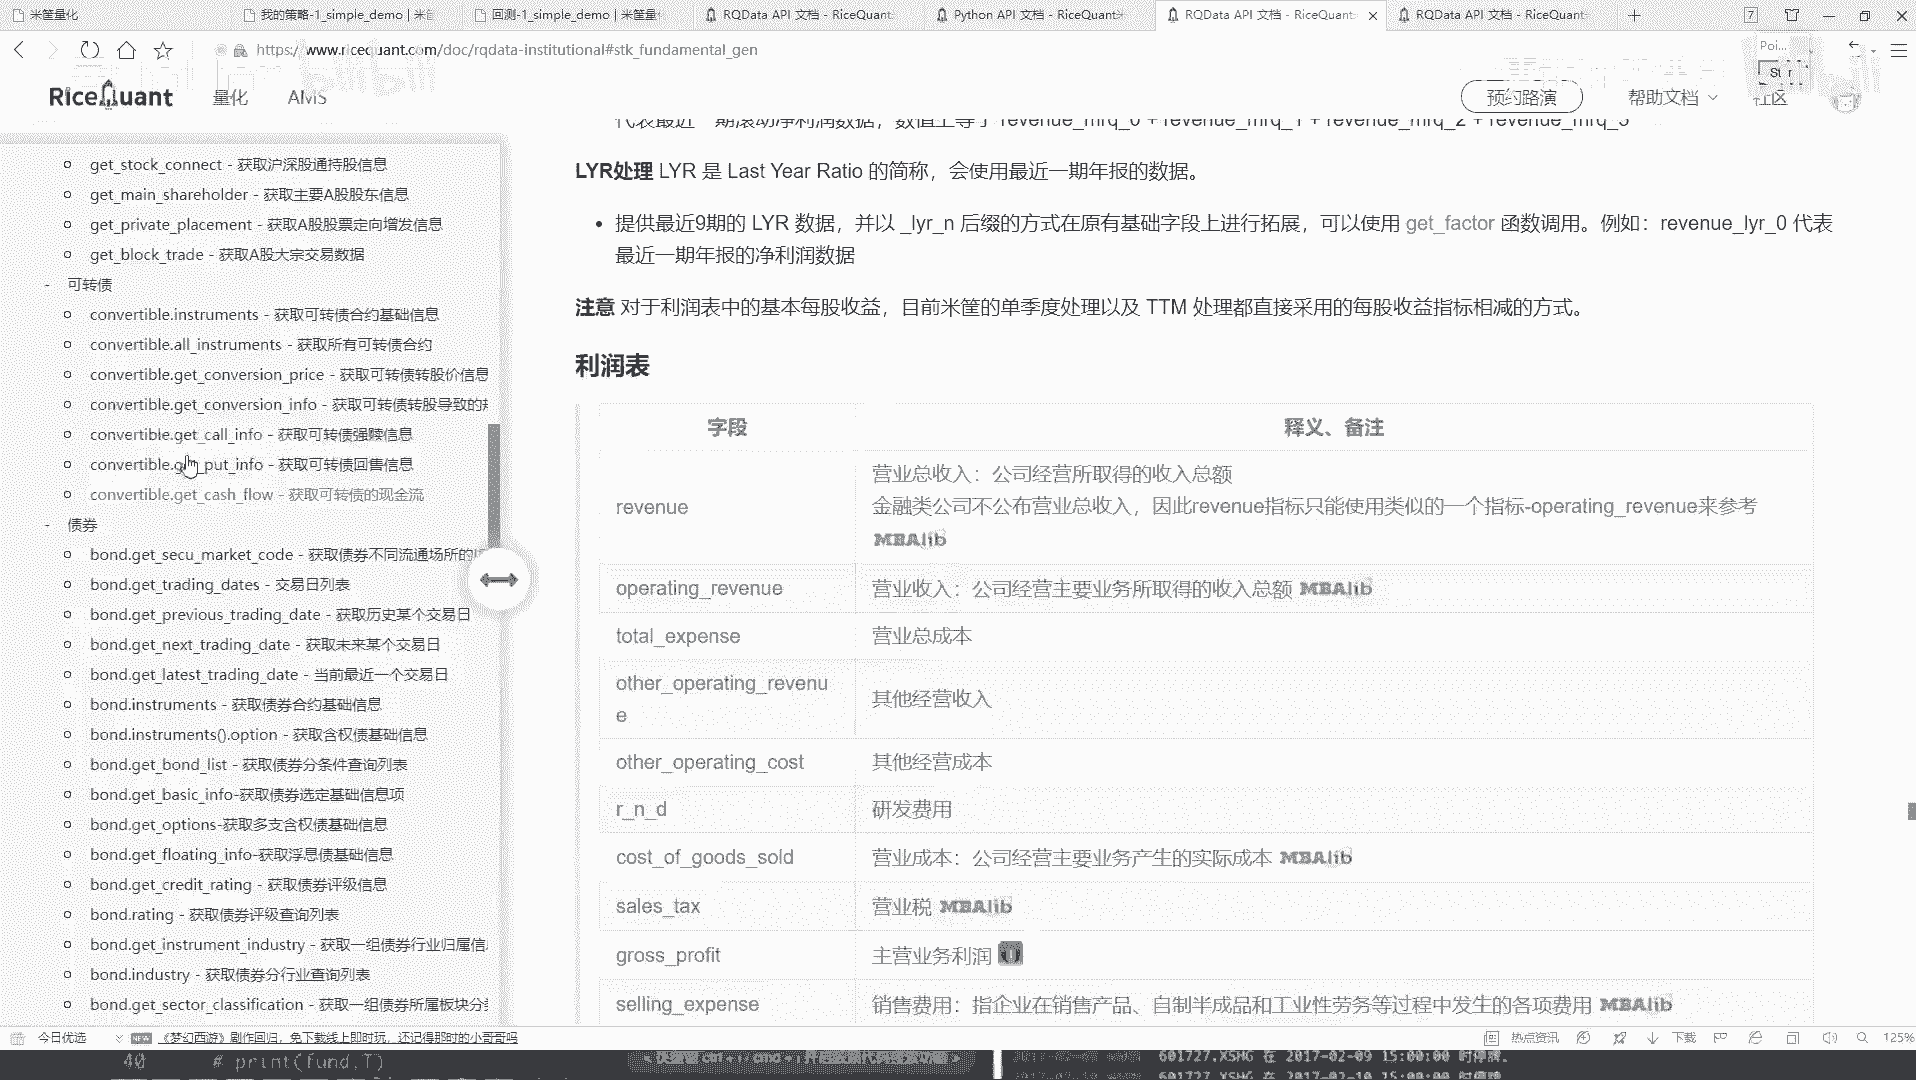 米筐量化
我的策略-1_simple_demo | 米筐
回测-1_simple_demo | 米筐量
RQData API 文档 - RiceQuant
Python API 文档 - RiceQuant
RQData API 文档 - RiceQuant
RQData API 文档 - RiceQuant
7
https://www.ricequant.com/doc/rqdata-institutional#stk_fundamental_gen
RiceQuant
量化
AMS
预约路演
帮助文档
社区
get_stock_connect - 获取沪深股通持股信息
get_main_shareholder - 获取主要A股股东信息
get_private_placement - 获取A股股票定向增发信息
get_block_trade - 获取A股大宗交易数据
- 可转债
convertible.instruments - 获取可转债合约基础信息
convertible.all_instruments - 获取所有可转债合约
convertible.get_conversion_price - 获取可转债转股价信息
convertible.get_conversion_info - 获取可转债转股导致的
convertible.get_call_info - 获取可转债强赎信息
convertible.get_put_info - 获取可转债回售信息
convertible.get_cash_flow - 获取可转债的现金流
- 债券
bond.get_secu_market_code - 获取债券不同流通场所的
bond.get_trading_dates - 交易日列表
bond.get_previous_trading_date - 获取历史某个交易日
bond.get_next_trading_date - 获取未来某个交易日
bond.get_latest_trading_date - 当前最近一个交易日
bond.instruments - 获取债券合约基础信息
bond.instruments().option - 获取含权债基础信息
bond.get_bond_list - 获取债券分条件查询列表
bond.get_basic_info-获取债券选定基础信息项
bond.get_options-获取多支含权债基础信息
bond.get_floating_info-获取浮息债基础信息
bond.get_credit_rating - 获取债券评级信息
bond.rating - 获取债券评级查询列表
bond.get_instrument_industry - 获取一组债券行业归属信
bond.industry - 获取债券分行业查询列表
bond.get_sector_classification - 获取一组债券所属板块分
代表最近一期滚动净利润数据，数值上等于 revenue_mrq_0 + revenue_mrq_1 + revenue_mrq_2 + revenue_mrq_3
LYR处理 LYR 是 Last Year Ratio 的简称，会使用最近一期年报的数据。
• 提供最近9期的 LYR 数据，并以 _lyr_n 后缀的方式在原有基础字段上进行拓展，可以使用 get_factor 函数调用。例如：revenue_lyr_0 代表
最近一期年报的净利润数据
注意 对于利润表中的基本每股收益，目前米筐的单季度处理以及 TTM 处理都直接采用的每股收益指标相减的方式。
利润表
字段 释义、备注
revenue 营业总收入：公司经营所取得的收入总额
金融类公司不公布营业总收入，因此revenue指标只能使用类似的一个指标-operating_revenue来参考
MBAlib
operating_revenue 营业收入：公司经营主要业务所取得的收入总额 MBAlib
total_expense 营业总成本
other_operating_revenu
e 其他经营收入
other_operating_cost 其他经营成本
r_n_d 研发费用
cost_of_goods_sold 营业成本：公司经营主要业务产生的实际成本 MBAlib
sales_tax 营业税 MBAlib
gross_profit 主营业务利润
selling_expense 销售费用：指企业在销售产品、自制半成品和工业性劳务等过程中发生的各项费用 MBAlib
今日优选
NEW 《梦幻西游》剧作回归，免下载线上即时玩，还记得那时的小哥哥吗
热点资讯
下载
125%
40 # print(fund.T)
601727.XSHG 在 2017-02-09 15:00:00 时停牌。
601727.XSHG 在 2017-02-10 15:00:00 时停牌。